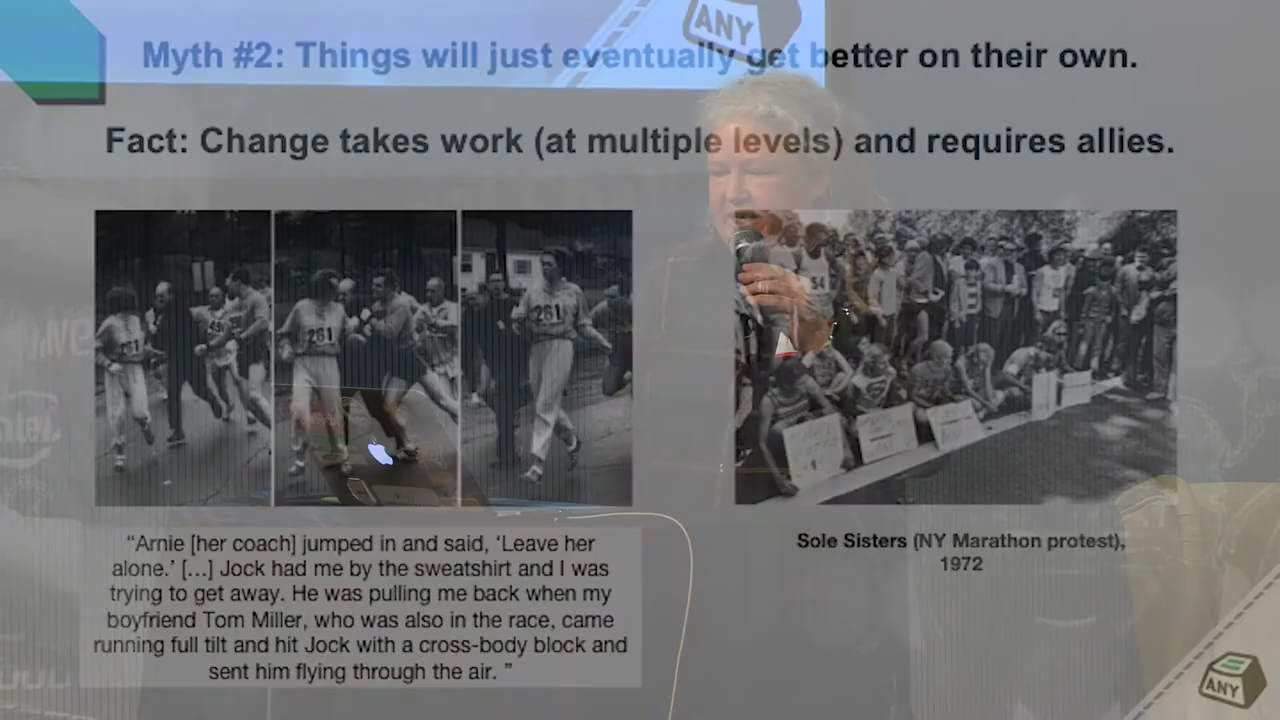 ANY
Myth #2: Things will just eventually get better on their own.
Fact: Change takes work (at multiple levels) and requires allies.
54
261
261
“Arnie [her coach] jumped in and said, ‘Leave her
alone.’ […] Jock had me by the sweatshirt and I was
trying to get away. He was pulling me back when my
boyfriend Tom Miller, who was also in the race, came
running full tilt and hit Jock with a cross-body block and
sent him flying through the air. ”
Sole Sisters (NY Marathon protest),
1972
ANY